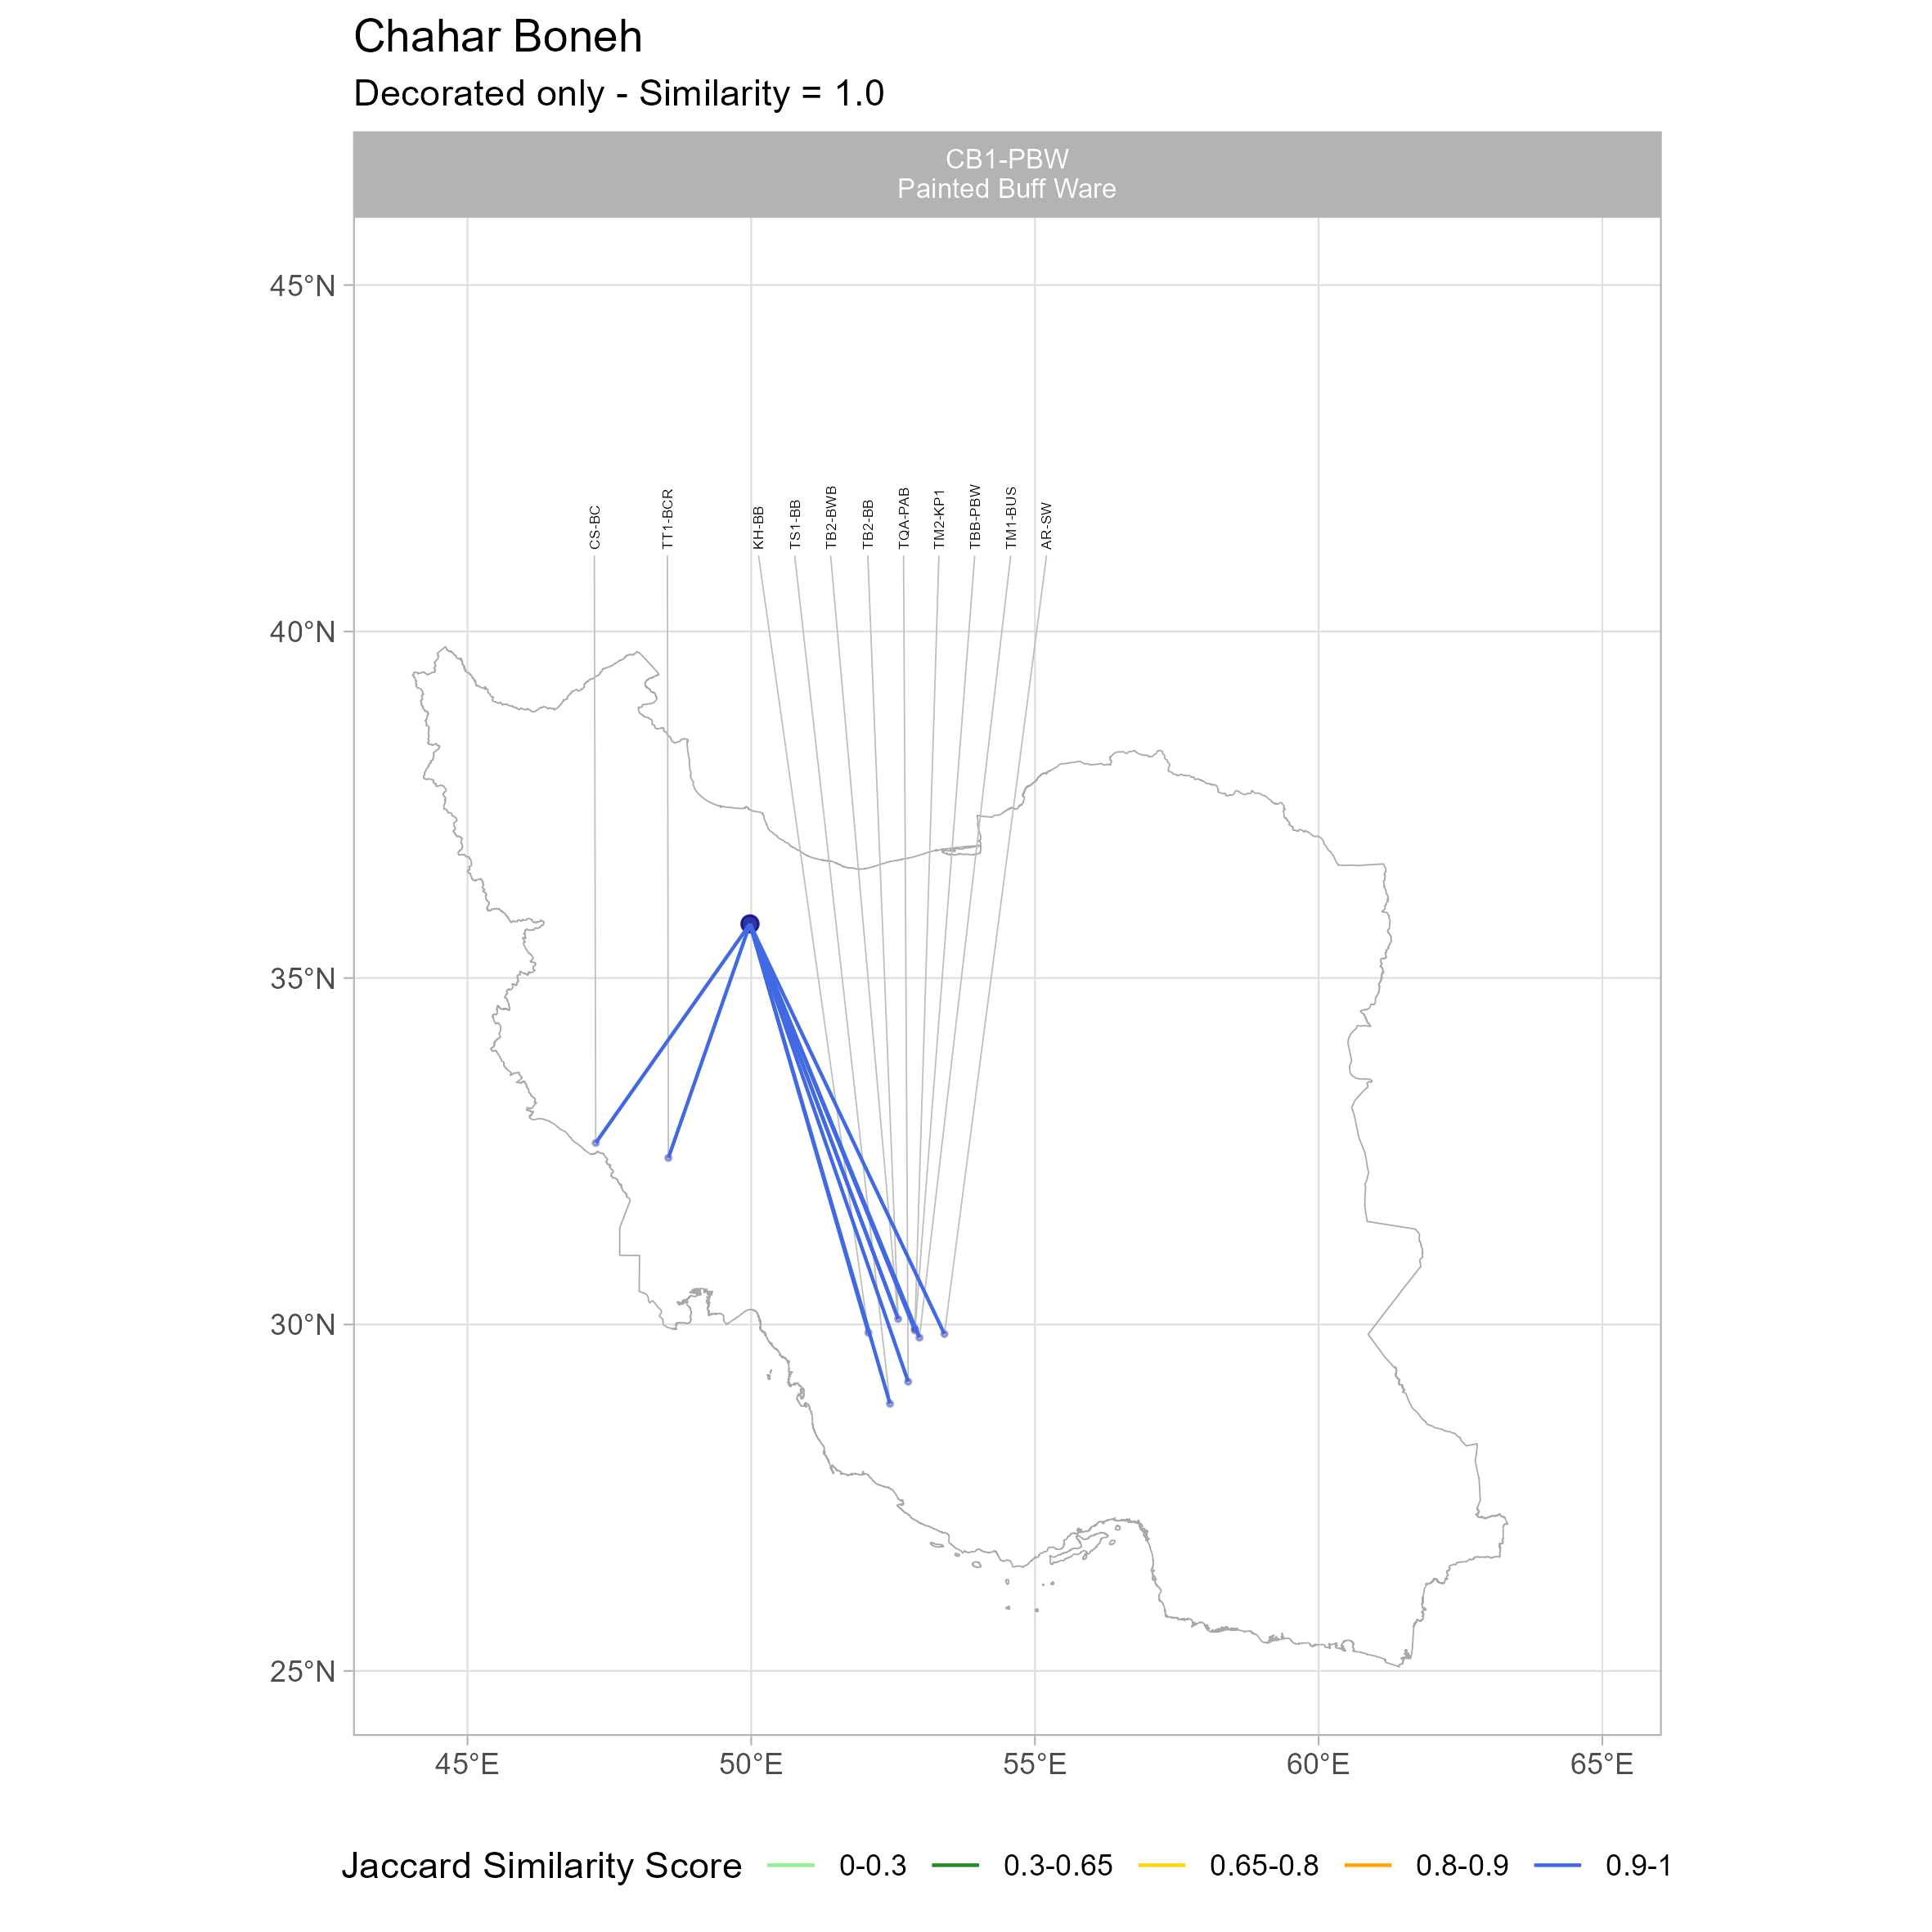 Chahar Boneh
Decorated only - Similarity = 1.0
CB1-PBW
Painted Buff Ware
45°N
40°N
35°N
30°N
25°N
CS-BC
TT1-BCR
KH-BB
TS1-BB
TB2-BWB
TB2-BB
TQA-PAB
TM2-KP1
TBB-PBW
TM1-BUS
AR-SW
45°E 50°E 55°E 60°E 65°E
Jaccard Similarity Score 0-0.3 0.3-0.65 0.65-0.8 0.8-0.9 0.9-1